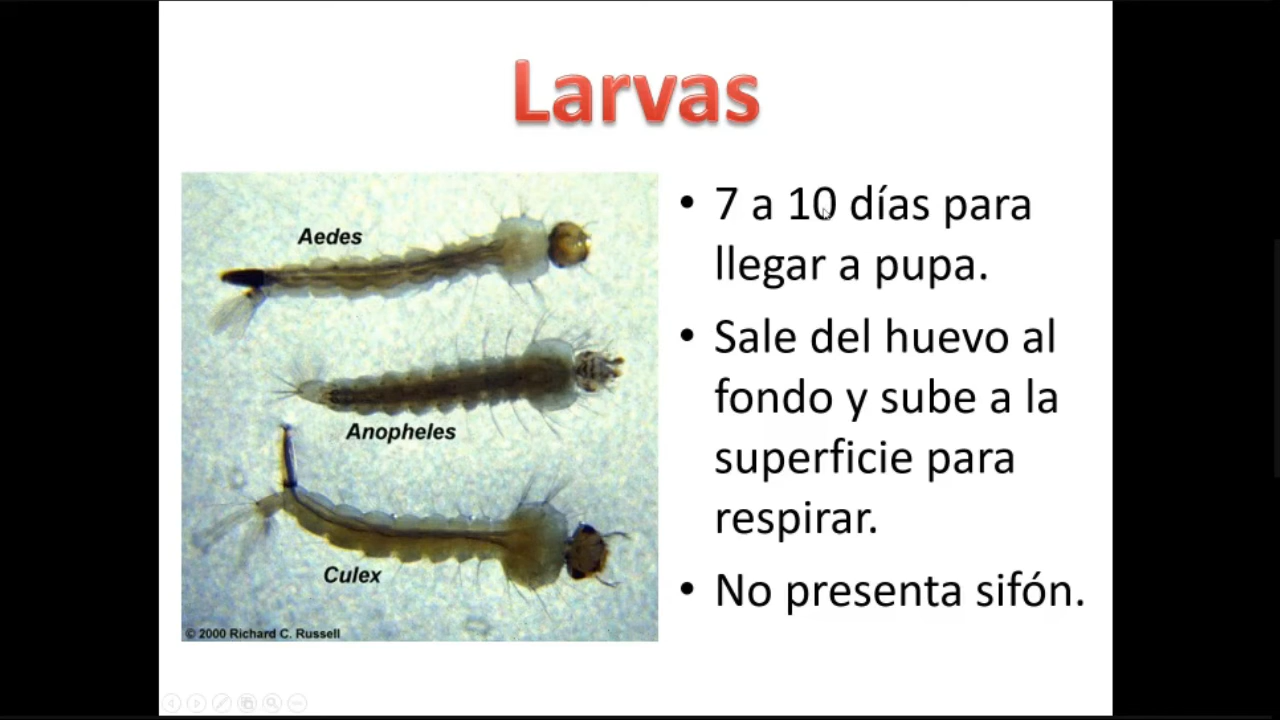 Larvas
Aedes
Anopheles
Culex
© 2000 Richard C. Russell
• 7 a 10 días para
llegar a pupa.
• Sale del huevo al
fondo y sube a la
superficie para
respirar.
• No presenta sifón.